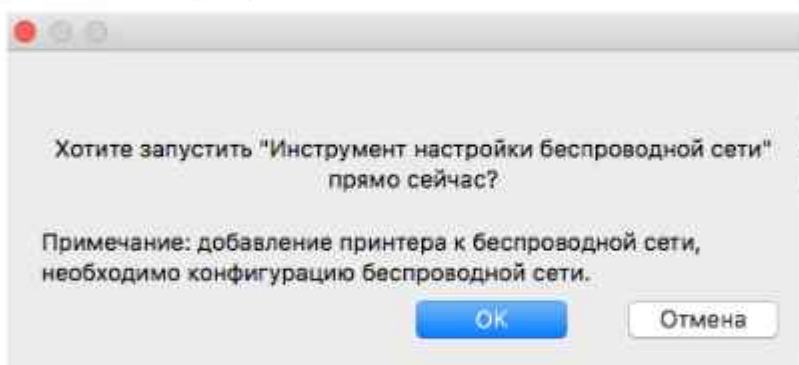 Хотите запустить "Инструмент настройки беспроводной сети"
прямо сейчас?
Примечание: добавление принтера к беспроводной сети,
необходимо конфигурацию беспроводной сети.
OK
Отмена